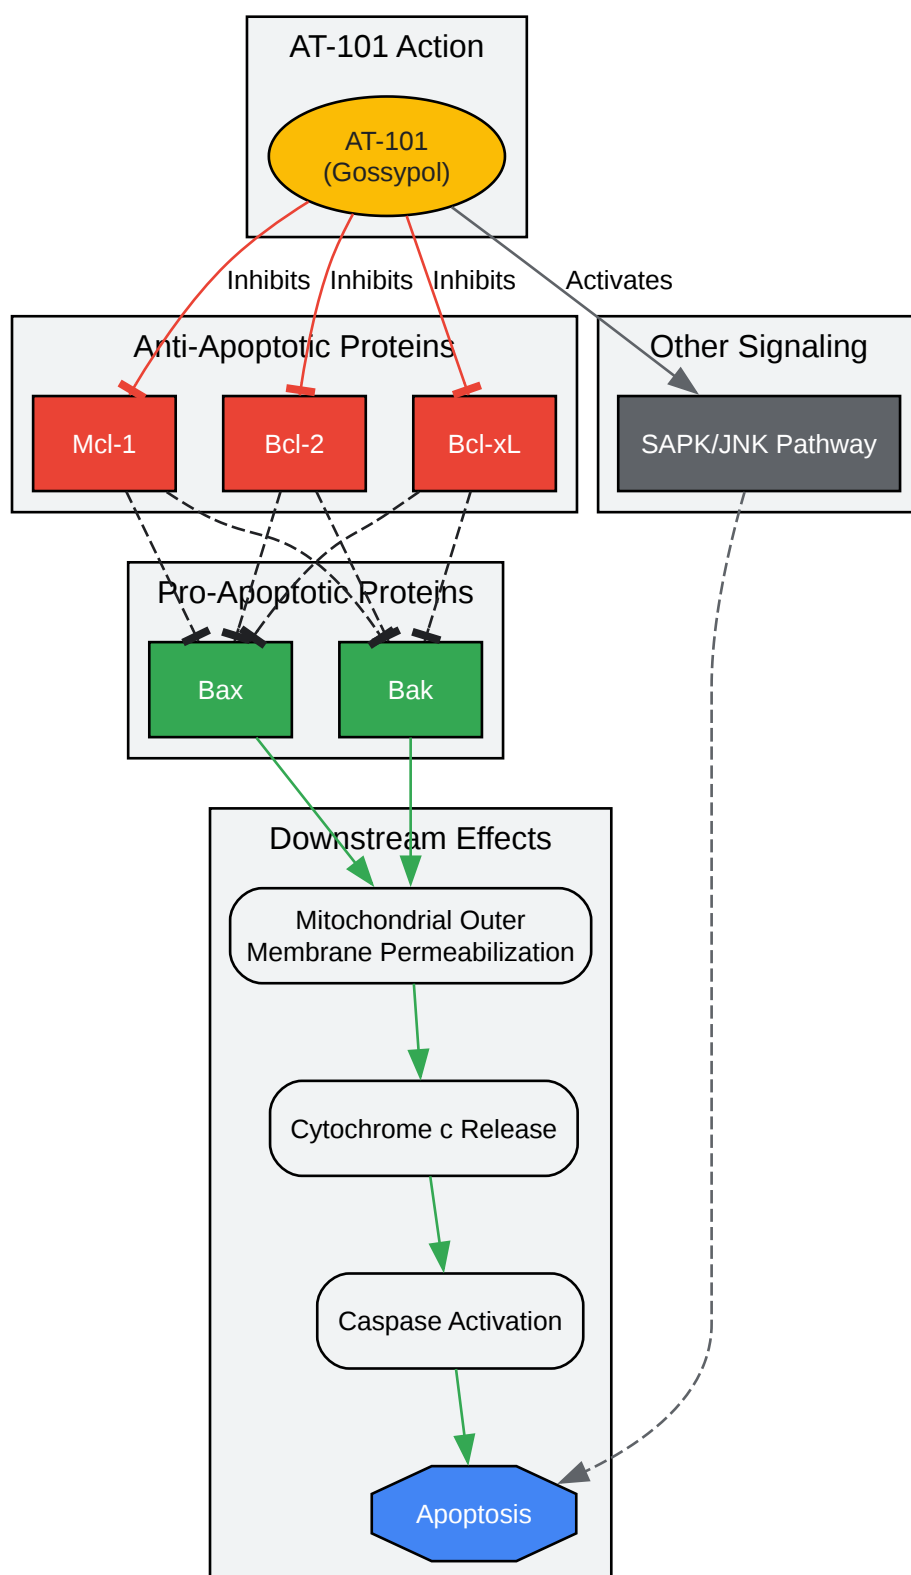 AT-101 Action
AT-101
(Gossypol)
Inhibits
Inhibits
Inhibits
Activates
Anti-Apoptotic Proteins
Other Signaling
Mcl-1
Bcl-2
Bcl-xL
SAPK/JNK Pathway
Pro-Apoptotic Proteins
Bax
Bak
Downstream Effects
Mitochondrial Outer
Membrane Permeabilization
Cytochrome c Release
Caspase Activation
Apoptosis